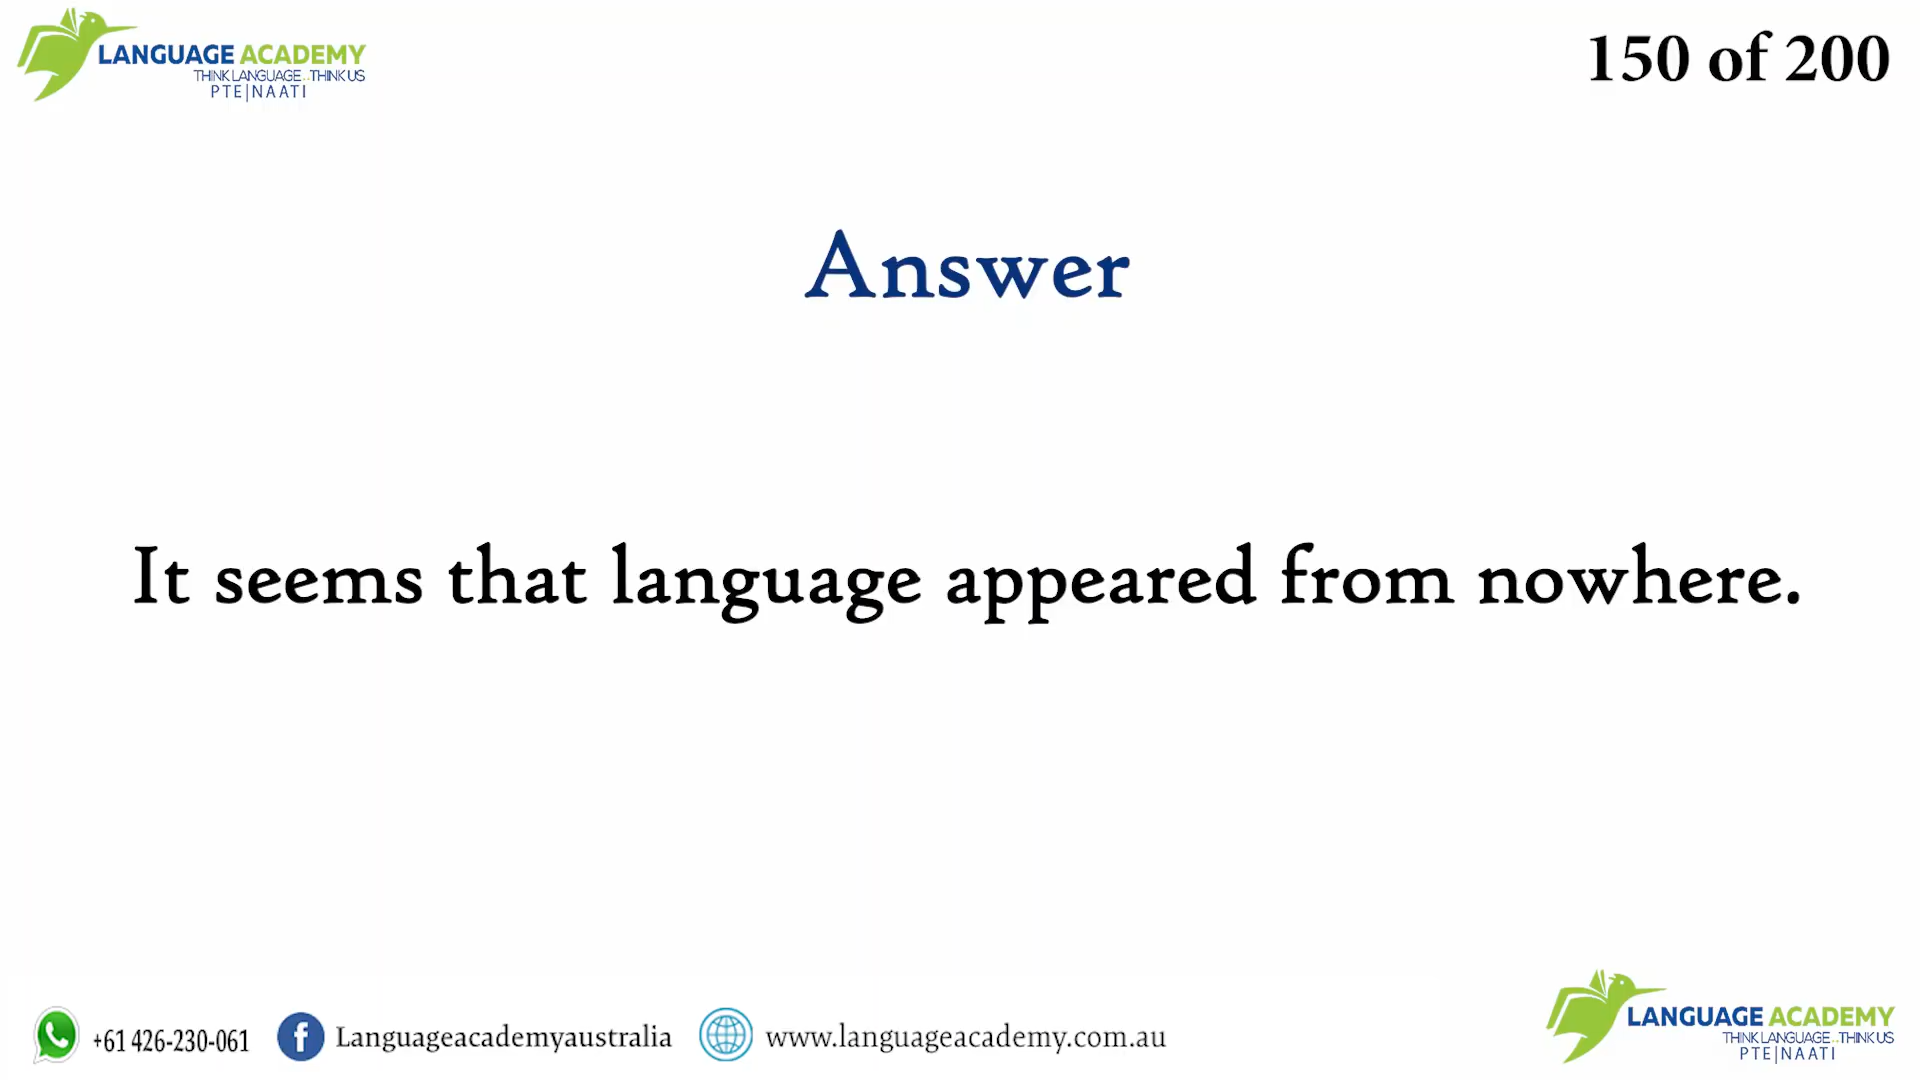 LANGUAGE ACADEMY
THINK LANGUAGE..THINK US
PTE|NAATI
150 of 200
Answer
It seems that language appeared from nowhere.
+61 426-230-061
Languageacademyaustralia
www.languageacademy.com.au
LANGUAGE ACADEMY
THINK LANGUAGE..THINK US
PTE|NAATI